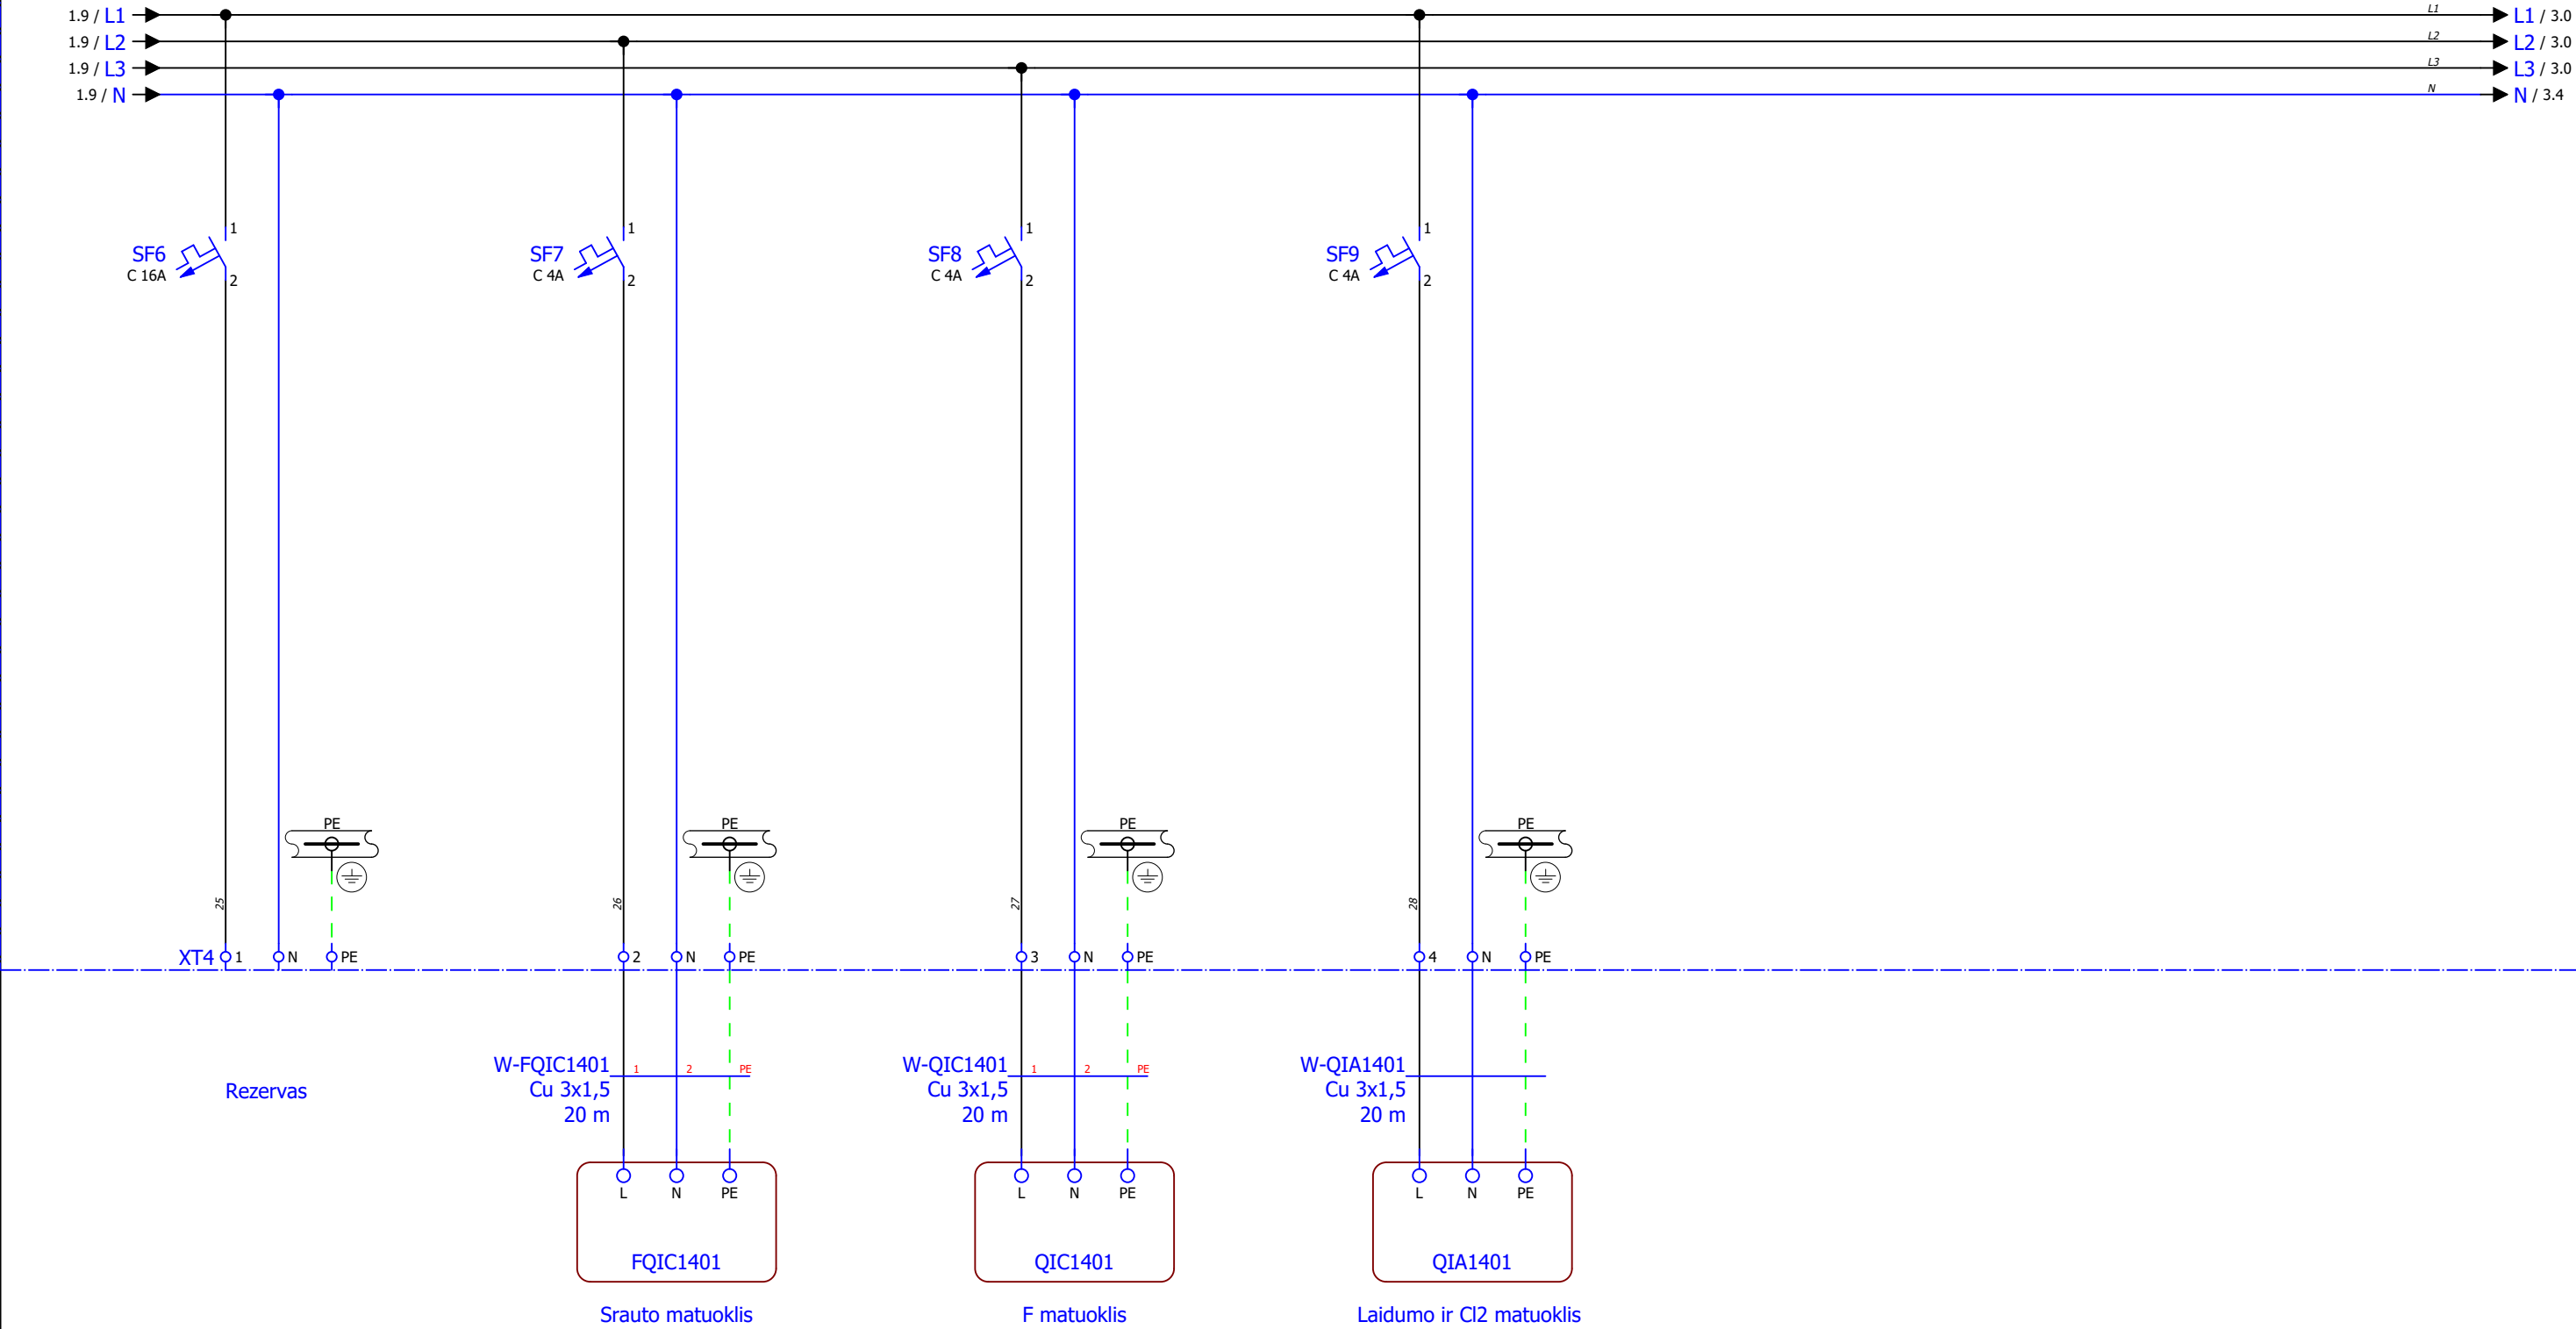 1.9 / L1
L1
L1 / 3.0
1.9 / L2
L2
L2 / 3.0
1.9 / L3
L3
L3 / 3.0
1.9 / N
N
N / 3.4
1
1
1
1
SF6
SF7
SF8
SF9
C 16A
C 4A
C 4A
C 4A
2
2
2
2
PE
PE
PE
PE
25
26
27
28
XT4 1 N PE
2 N PE
3 N PE
4 N PE
W-FQIC1401
1 2 PE
Cu 3x1,5
20 m
W-QIC1401
1 2 PE
Cu 3x1,5
20 m
W-QIA1401
Cu 3x1,5
20 m
Rezervas
L N PE
L N PE
L N PE
FQIC1401
QIC1401
QIA1401
Srauto matuoklis
F matuoklis
Laidumo ir Cl2 matuoklis